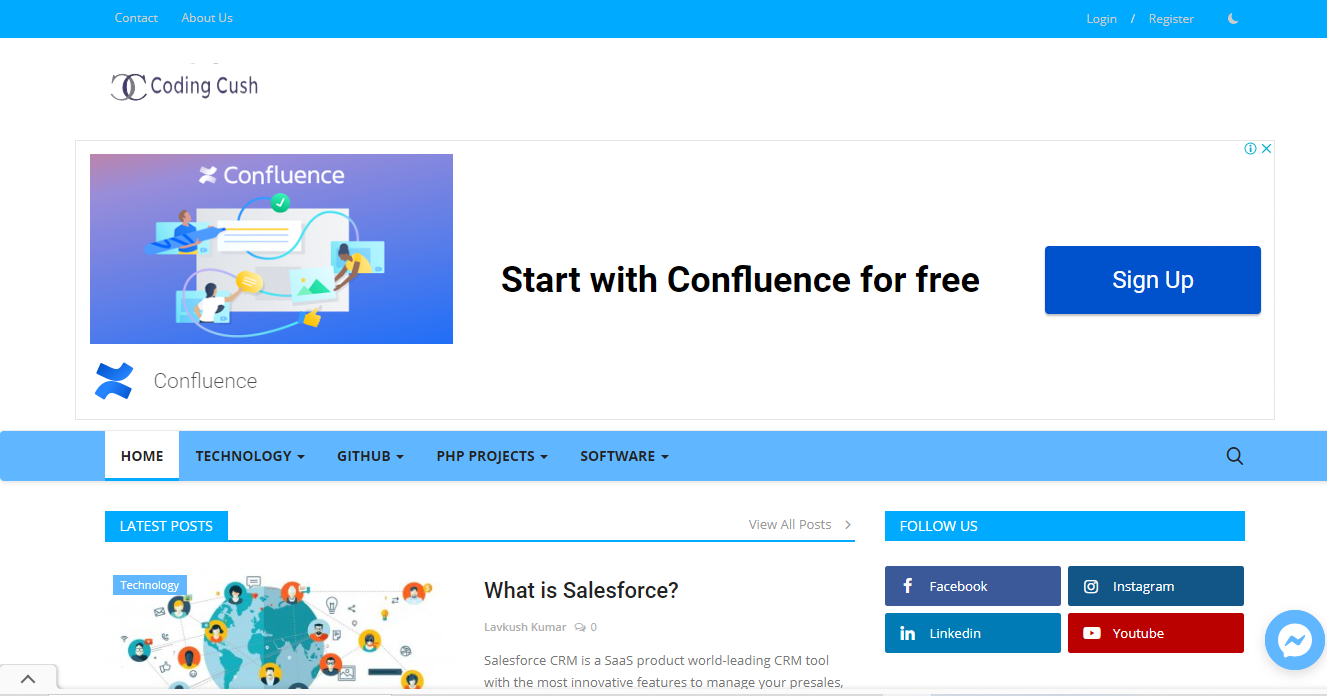 Contact About Us Login / Register
Coding Cush
Confluence
Start with Confluence for free
Sign Up
Confluence
HOME TECHNOLOGY GITHUB PHP PROJECTS SOFTWARE
LATEST POSTS View All Posts
FOLLOW US
Technology
What is Salesforce?
Lavkush Kumar 0
Salesforce CRM is a SaaS product world-leading CRM tool
with the most innovative features to manage your presales,
Facebook Instagram
Linkedin Youtube